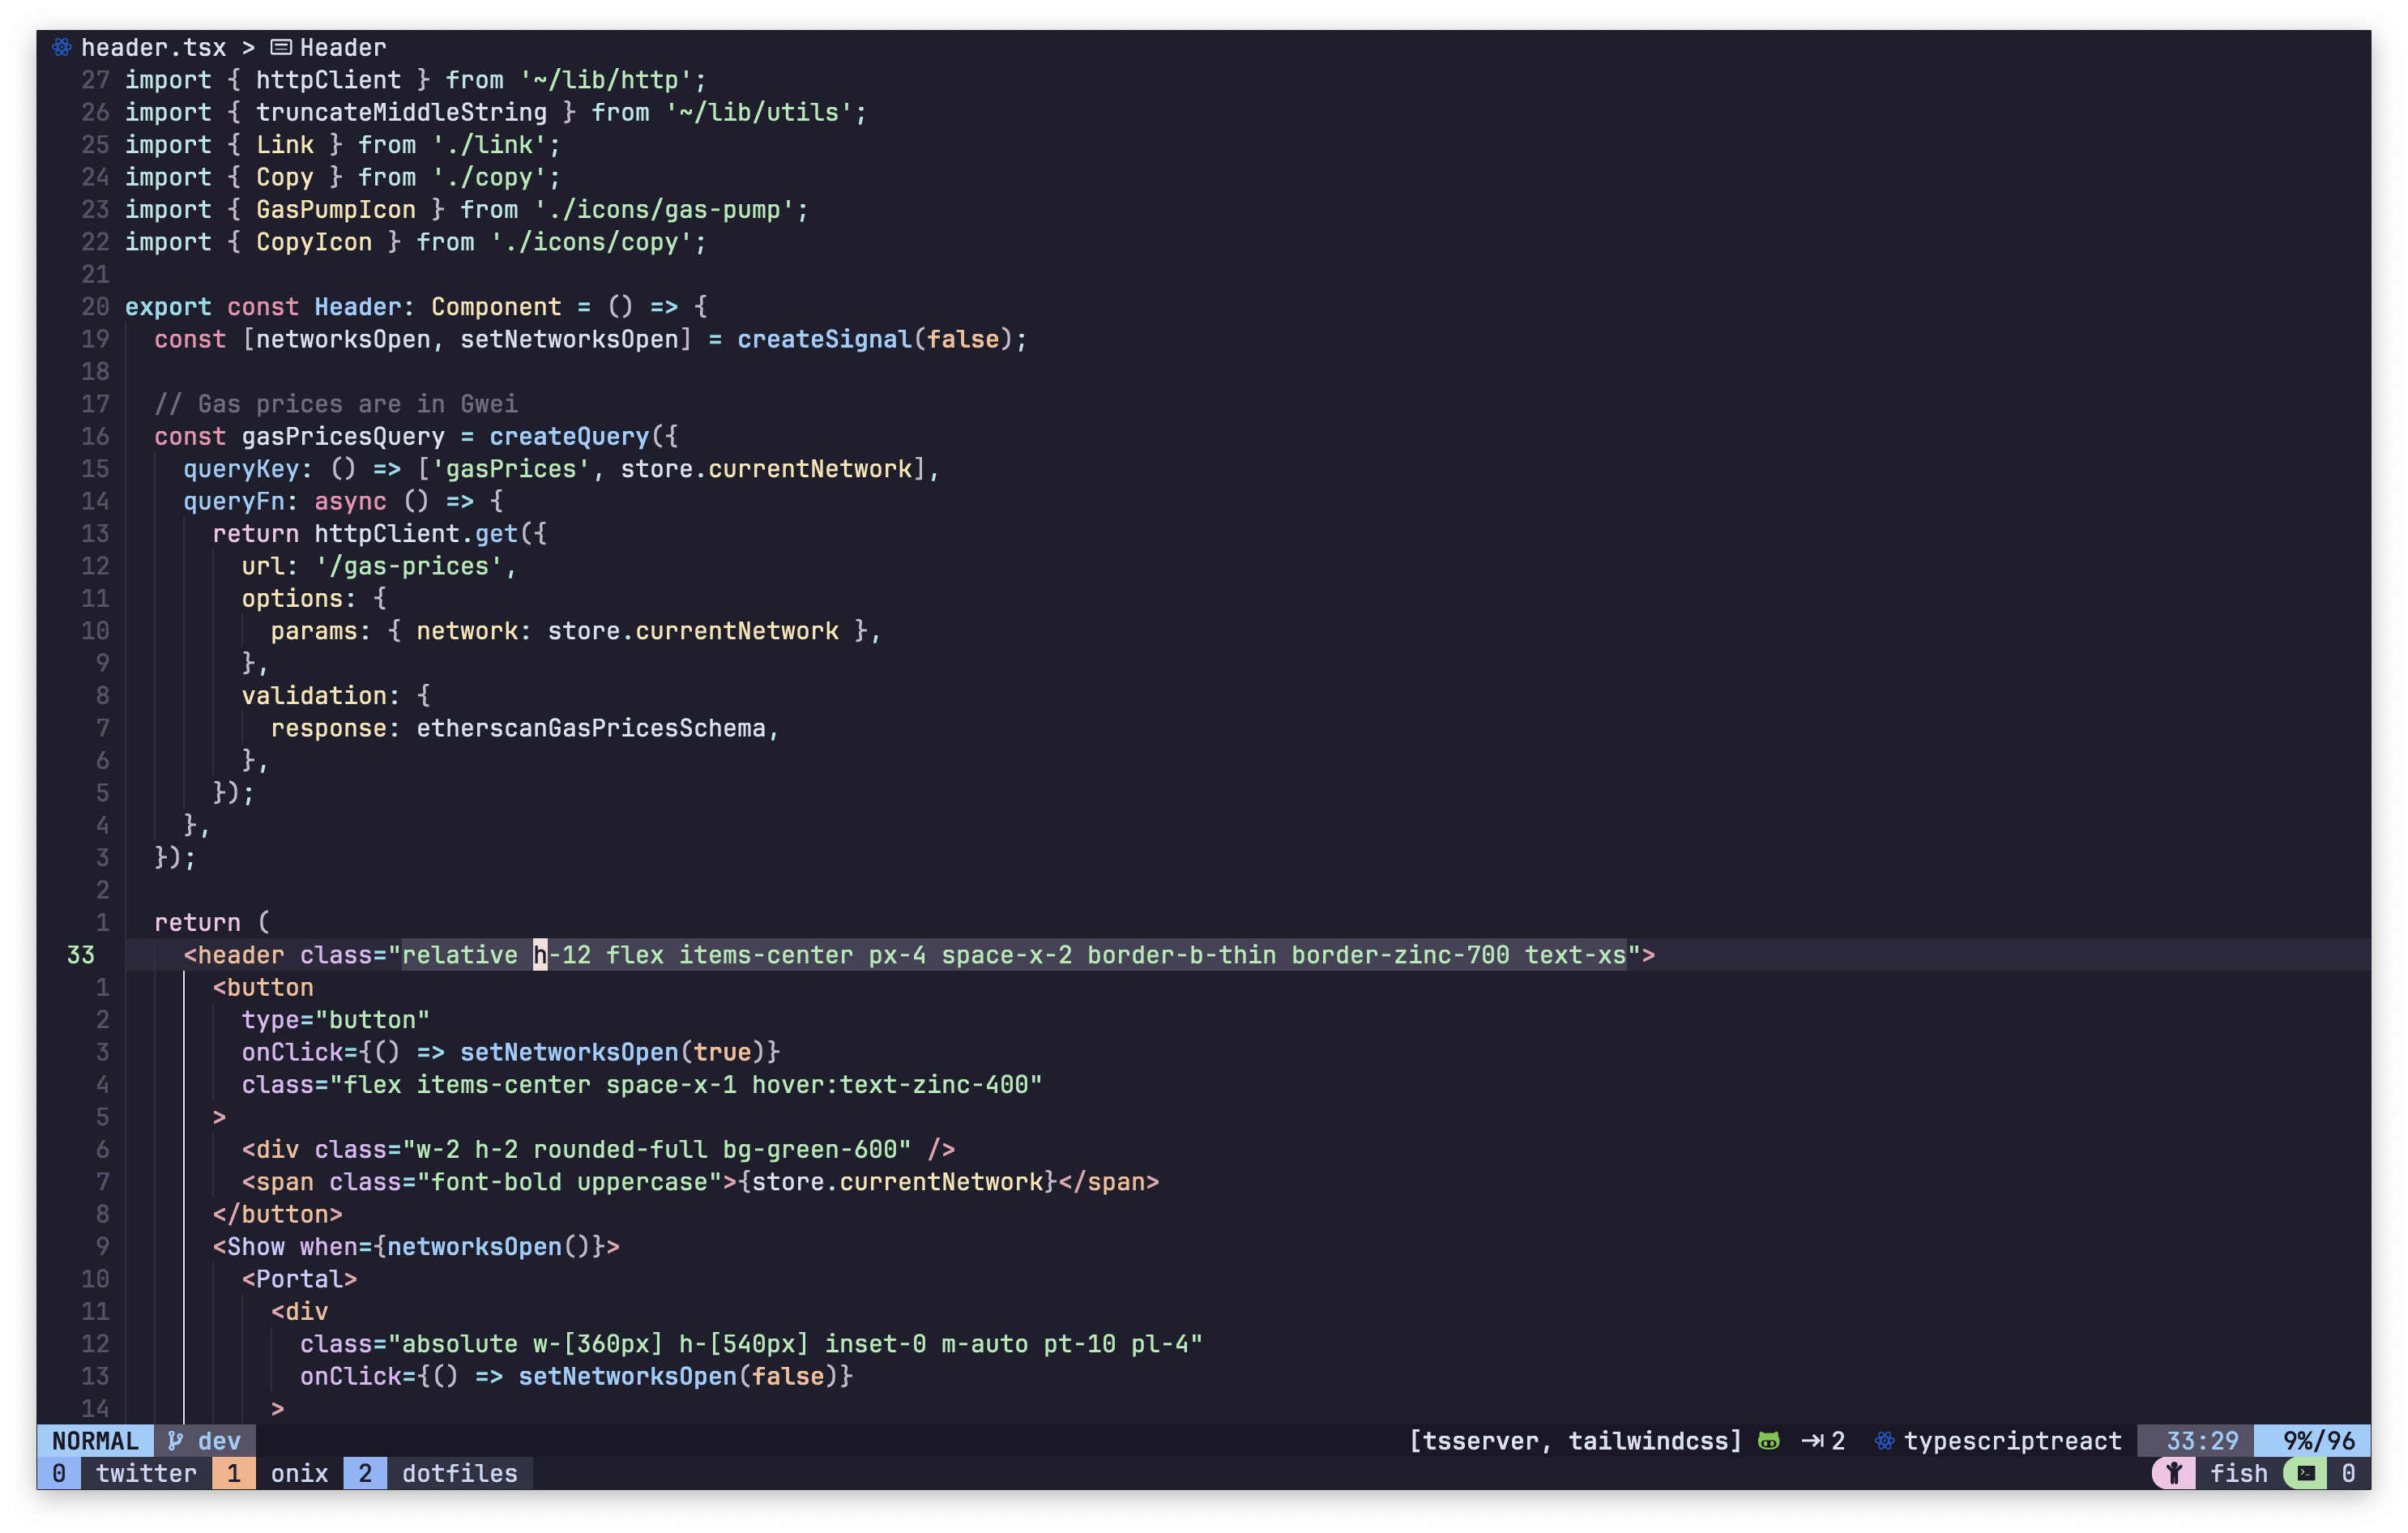 header.tsx > Header
27 import { httpClient } from '~/lib/http';
26 import { truncateMiddleString } from '~/lib/utils';
25 import { Link } from './link';
24 import { Copy } from './copy';
23 import { GasPumpIcon } from './icons/gas-pump';
22 import { CopyIcon } from './icons/copy';
21
20 export const Header: Component = () => {
19   const [networksOpen, setNetworksOpen] = createSignal(false);
18
17   // Gas prices are in Gwei
16   const gasPricesQuery = createQuery({
15     queryKey: () => ['gasPrices', store.currentNetwork],
14     queryFn: async () => {
13       return httpClient.get({
12         url: '/gas-prices',
11         options: {
10           params: { network: store.currentNetwork },
9         },
8         validation: {
7           response: etherscanGasPricesSchema,
6         },
5       });
4     },
3   });
2
1   return (
33     <header class="relative h-12 flex items-center px-4 space-x-2 border-b-thin border-zinc-700 text-xs">
1       <button
2         type="button"
3         onClick={() => setNetworksOpen(true)}
4         class="flex items-center space-x-1 hover:text-zinc-400"
5       >
6         <div class="w-2 h-2 rounded-full bg-green-600" />
7         <span class="font-bold uppercase">{store.currentNetwork}</span>
8       </button>
9       <Show when={networksOpen()}>
10         <Portal>
11           <div
12             class="absolute w-[360px] h-[540px] inset-0 m-auto pt-10 pl-4"
13             onClick={() => setNetworksOpen(false)}
14           >
NORMAL dev [tsserver, tailwindcss] 2 typescriptreact 33:29 9%/96
0 twitter 1 onix 2 dotfiles fish 0